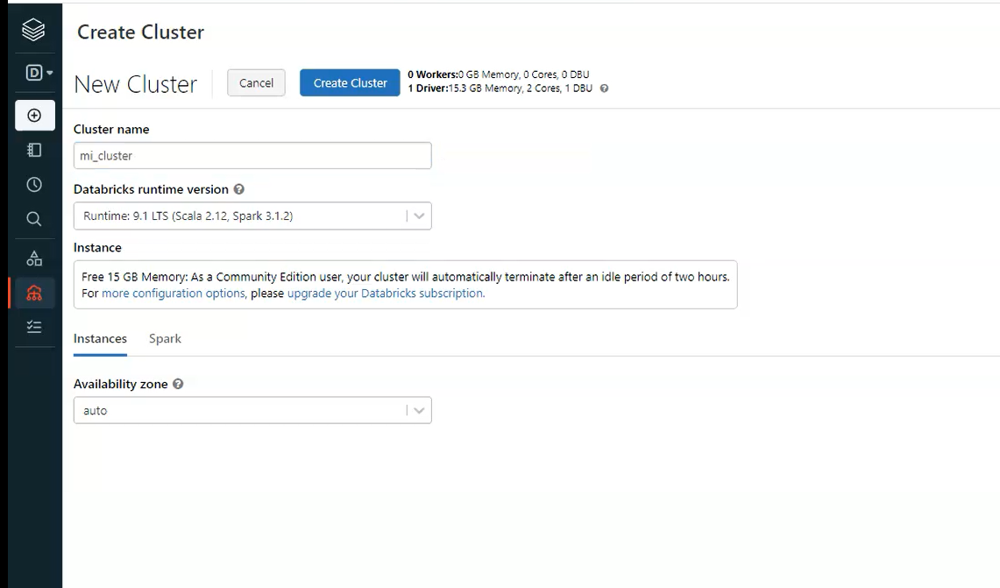 Create Cluster
D
New Cluster
Cancel
Create Cluster
0 Workers:0 GB Memory, 0 Cores, 0 DBU
1 Driver:15.3 GB Memory, 2 Cores, 1 DBU ?
Cluster name
mi_cluster
Databricks runtime version ?
Runtime: 9.1 LTS (Scala 2.12, Spark 3.1.2)
Instance
Free 15 GB Memory: As a Community Edition user, your cluster will automatically terminate after an idle period of two hours.
For more configuration options, please upgrade your Databricks subscription.
Instances Spark
Availability zone ?
auto